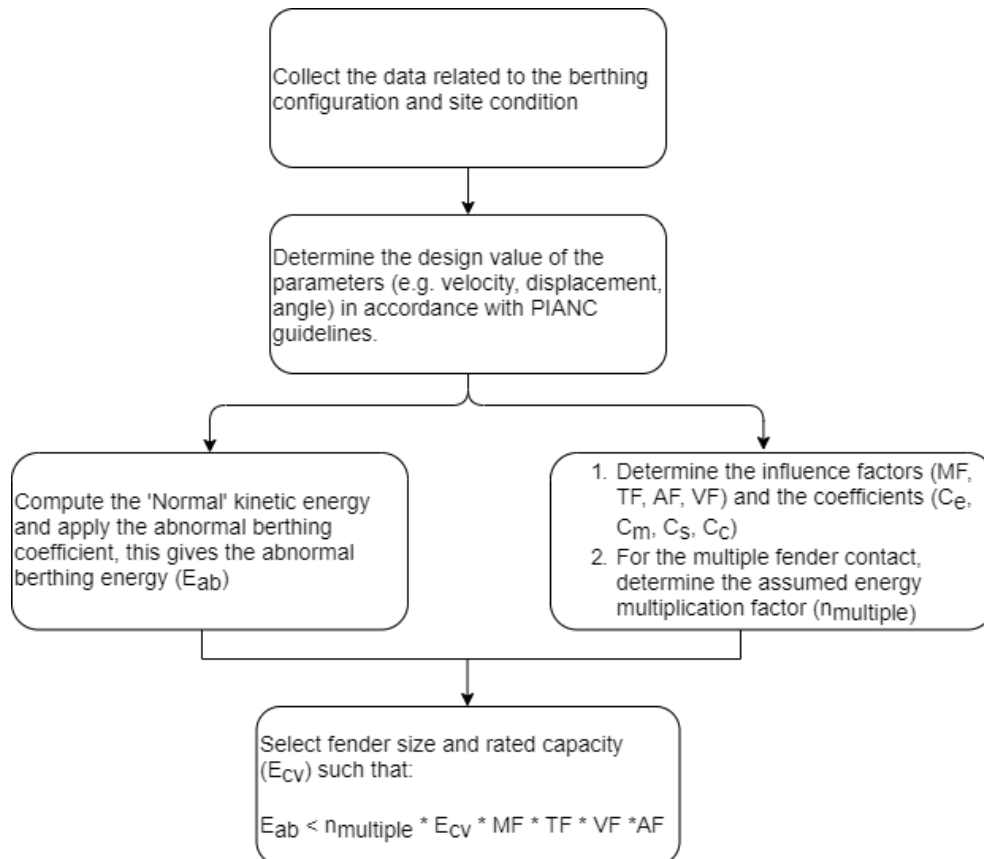 Collect the data related to the berthing
configuration and site condition
Determine the design value of the
parameters (e.g. velocity, displacement,
angle) in accordance with PIANC
guidelines.
Compute the 'Normal' kinetic energy
and apply the abnormal berthing
coefficient, this gives the abnormal
berthing energy (Eab)
1. Determine the influence factors (MF,
TF, AF, VF) and the coefficients (Ce,
Cm, Cs, Cc)
2. For the multiple fender contact,
determine the assumed energy
multiplication factor (nmultiple)
Select fender size and rated capacity
(Ecv) such that:
Eab < nmultiple * Ecv * MF * TF * VF *AF